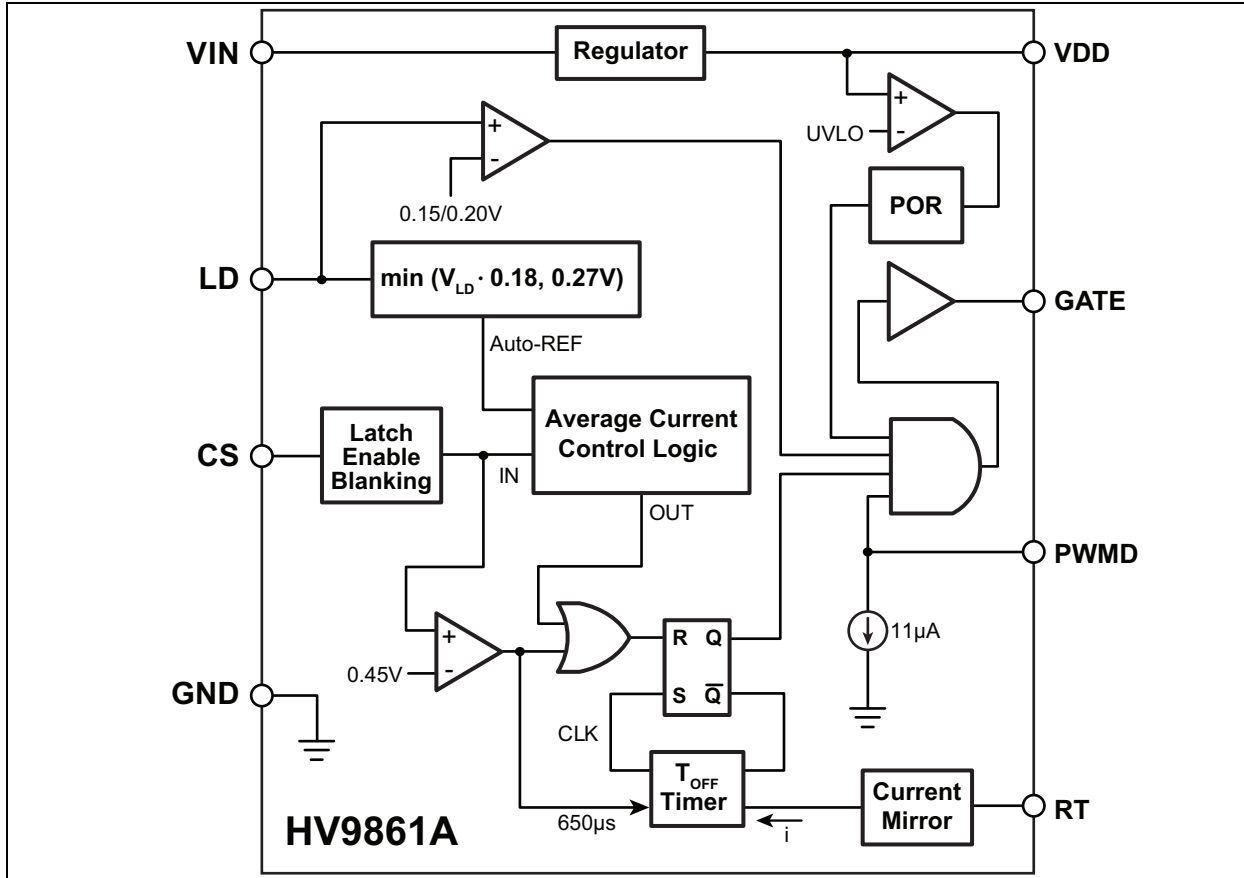 VIN
Regulator
VDD
+
-
UVLO
+
-
0.15/0.20V
POR
LD
min (V_LD · 0.18, 0.27V)
GATE
Auto-REF
Average Current
Control Logic
CS
Latch
Enable
Blanking
IN
OUT
PWMD
11µA
+
-
0.45V
R Q
S Q̅
GND
CLK
T_OFF
Timer
650µs
i
Current
Mirror
RT
HV9861A